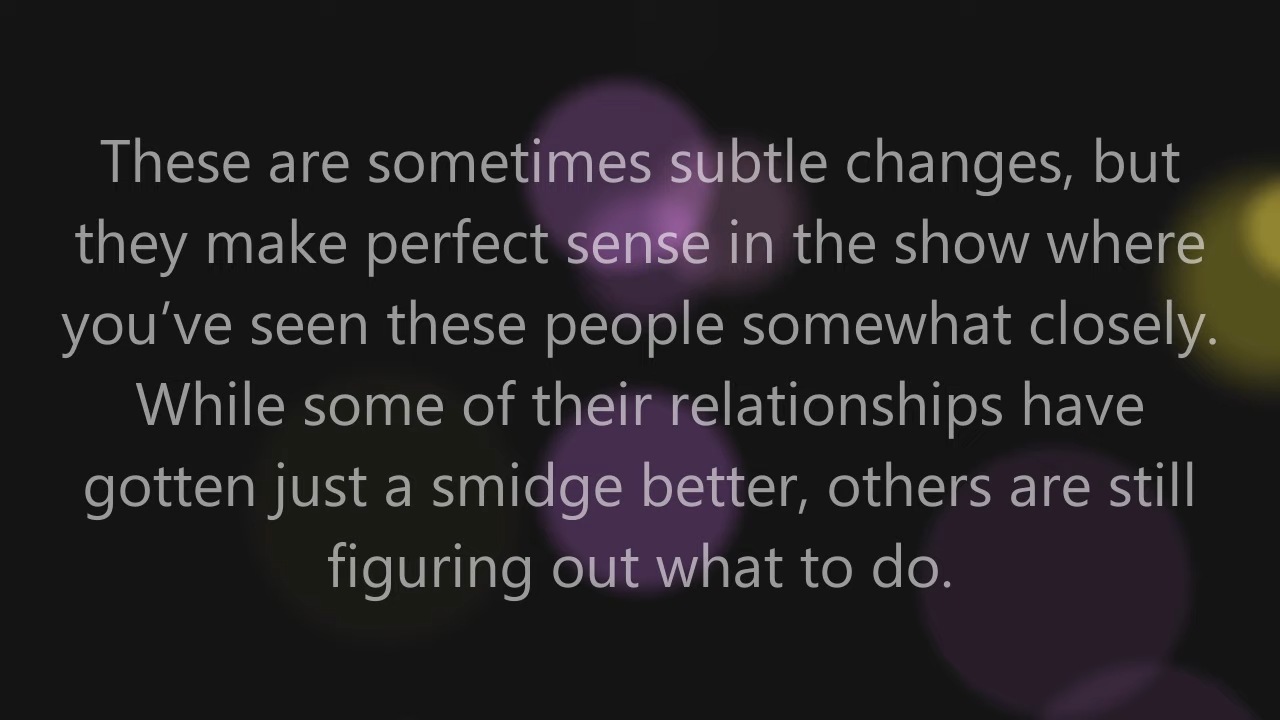 These are sometimes subtle changes, but
they make perfect sense in the show where
you’ve seen these people somewhat closely.
While some of their relationships have
gotten just a smidge better, others are still
figuring out what to do.